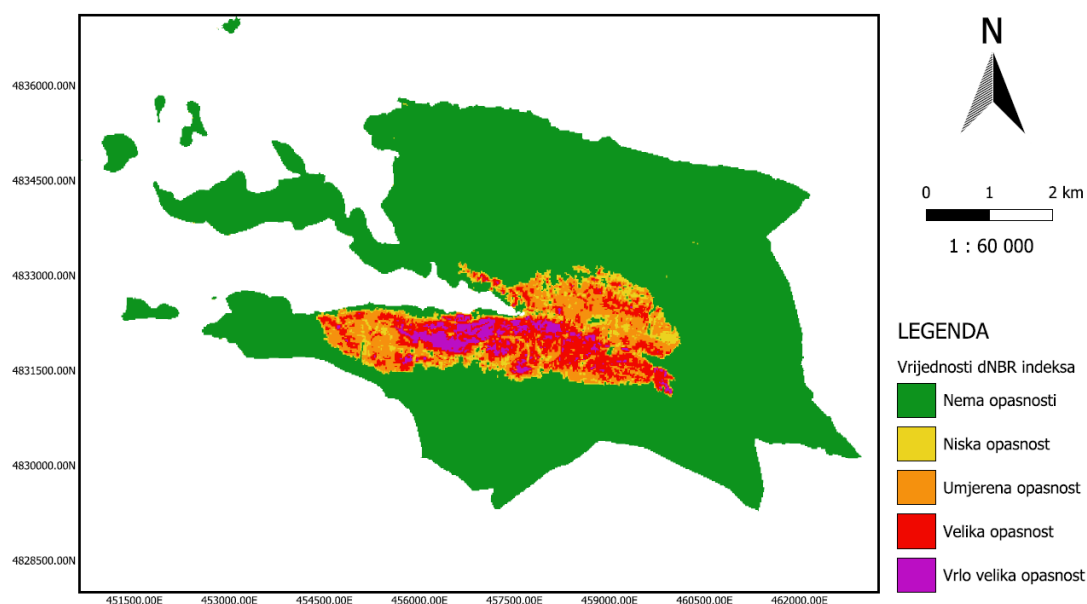 N
4836000.00N
4834500.00N
4833000.00N
4831500.00N
4830000.00N
4828500.00N
451500.00E 453000.00E 454500.00E 456000.00E 457500.00E 459000.00E 460500.00E 462000.00E
0 1 2 km
1 : 60 000
LEGENDA
Vrijednosti dNBR indeksa
Nema opasnosti
Niska opasnost
Umjerena opasnost
Velika opasnost
Vrlo velika opasnost